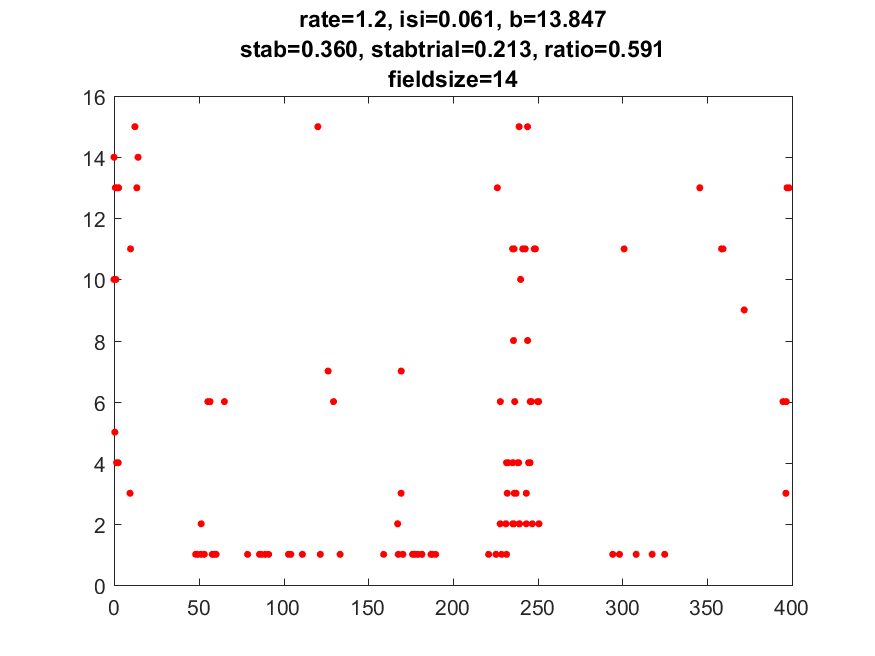 rate=1.2, isi=0.061, b=13.847
stab=0.360, stabtrial=0.213, ratio=0.591
fieldsize=14
16
14
12
10
8
6
4
2
0
0 50 100 150 200 250 300 350 400